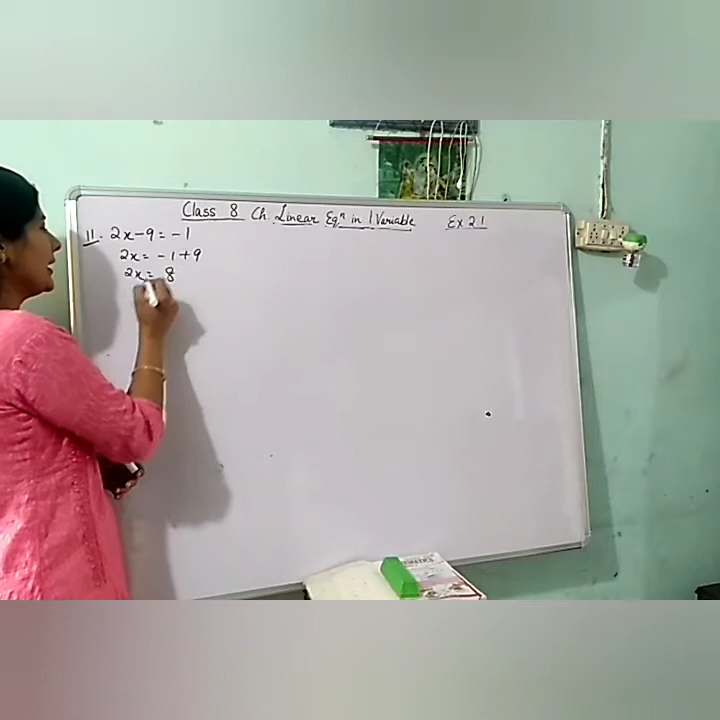 Class 8 Ch. Linear Eqⁿ in 1 Variable Ex 2.1
11. 2x-9 = -1
2x = -1+9
2x = 8